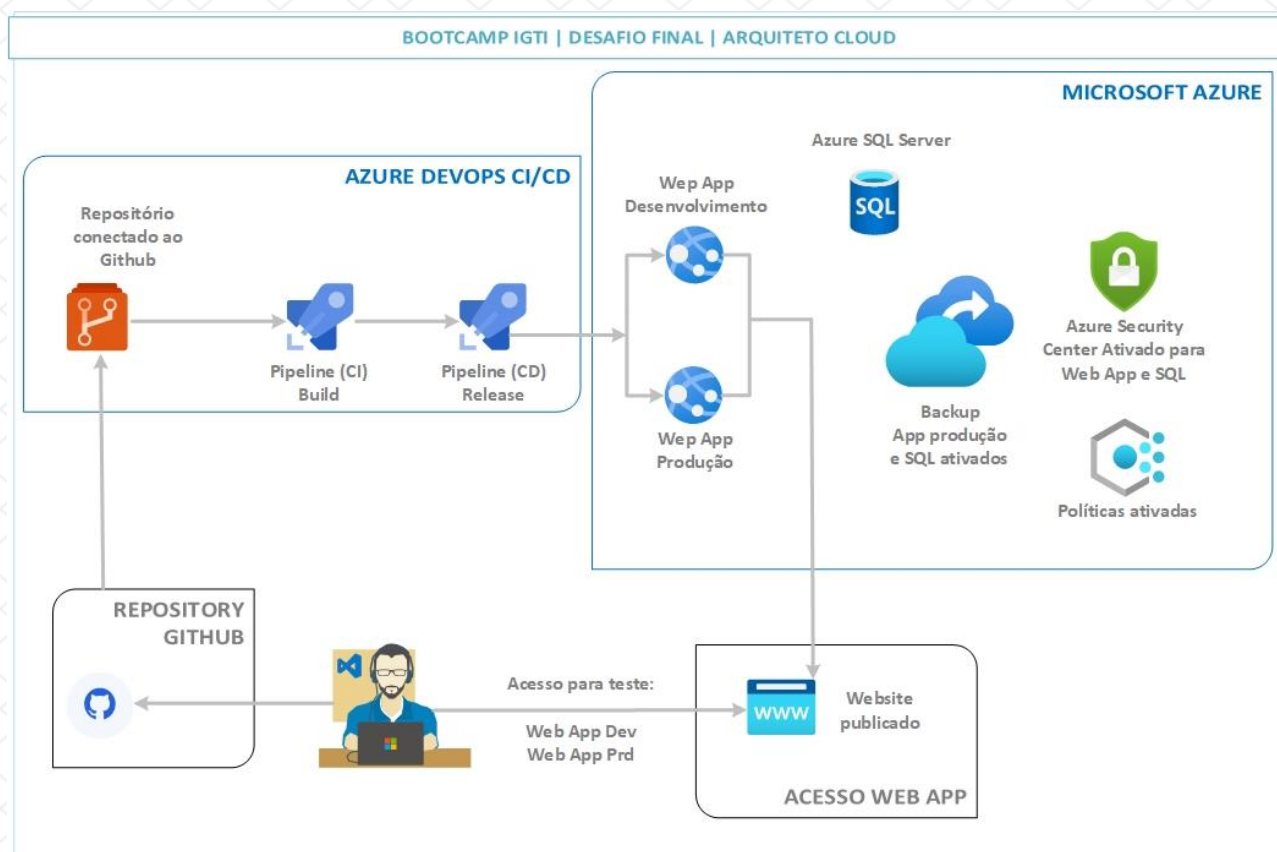 BOOTCAMP IGTI | DESAFIO FINAL | ARQUITETO CLOUD
MICROSOFT AZURE
Azure SQL Server
SQL
AZURE DEVOPS CI/CD
Repositório
conectado ao
Github
Pipeline (CI)
Build
Pipeline (CD)
Release
Wep App
Desenvolvimento
Wep App
Produção
Azure Security
Center Ativado para
Web App e SQL
Backup
App produção
e SQL ativados
Políticas ativadas
REPOSITORY
GITHUB
Acesso para teste:
Web App Dev
Web App Prd
www
Website
publicado
ACESSO WEB APP